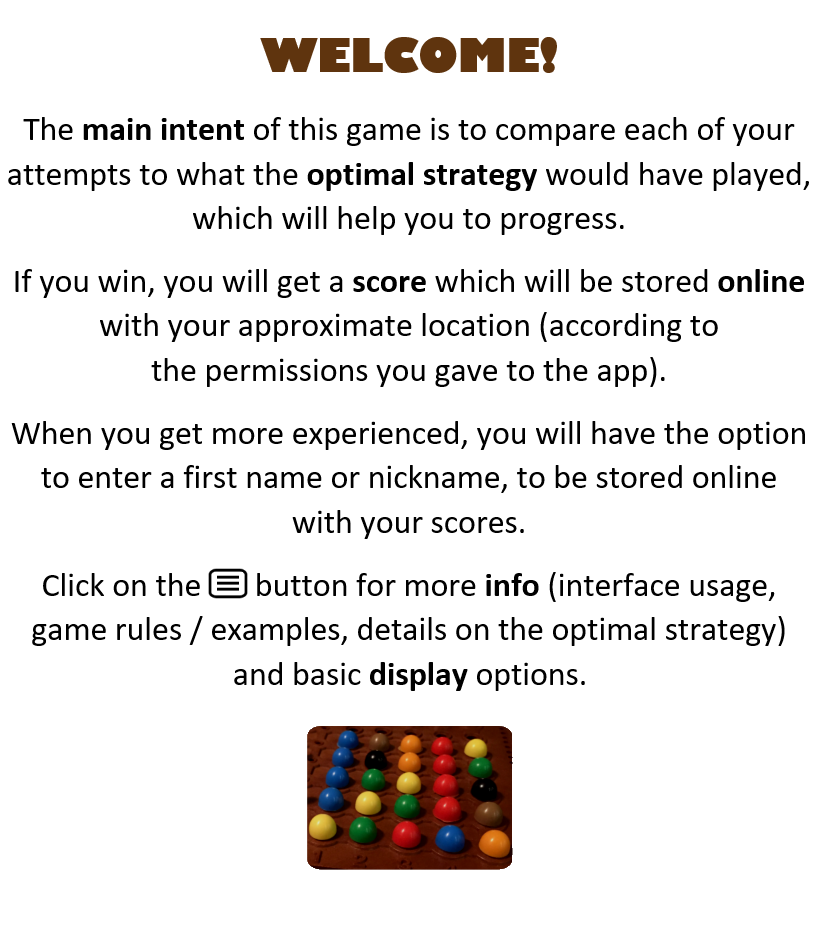 WELCOME!
The main intent of this game is to compare each of your
attempts to what the optimal strategy would have played,
which will help you to progress.
If you win, you will get a score which will be stored online
with your approximate location (according to
the permissions you gave to the app).
When you get more experienced, you will have the option
to enter a first name or nickname, to be stored online
with your scores.
Click on the button for more info (interface usage,
game rules / examples, details on the optimal strategy)
and basic display options.
1 2